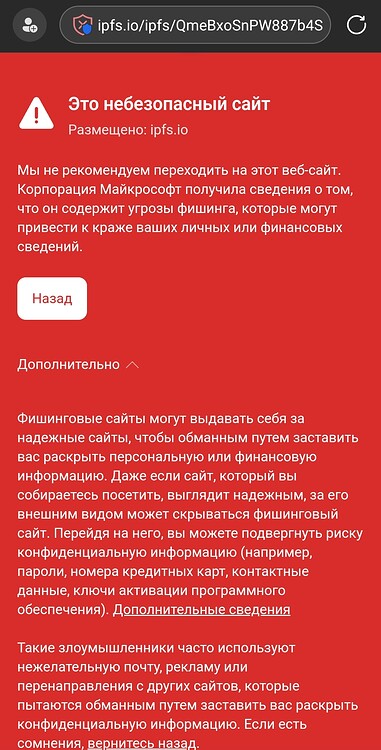 ipfs.io/ipfs/QmeBxoSnPW887b4S
Это небезопасный сайт
Размещено: ipfs.io
Мы не рекомендуем переходить на этот веб-сайт.
Корпорация Майкрософт получила сведения о том,
что он содержит угрозы фишинга, которые могут
привести к краже ваших личных или финансовых
сведений.
Назад
Дополнительно
Фишинговые сайты могут выдавать себя за
надежные сайты, чтобы обманным путем заставить
вас раскрыть персональную или финансовую
информацию. Даже если сайт, который вы
собираетесь посетить, выглядит надежным, за его
внешним видом может скрываться фишинговый
сайт. Перейдя на него, вы можете подвергнуть риску
конфиденциальную информацию (например,
пароли, номера кредитных карт, контактные
данные, ключи активации программного
обеспечения). Дополнительные сведения
Такие злоумышленники часто используют
нежелательную почту, рекламу или
перенаправления с других сайтов, которые
пытаются обманным путем заставить вас раскрыть
конфиденциальную информацию. Если есть
сомнения, вернитесь назад.